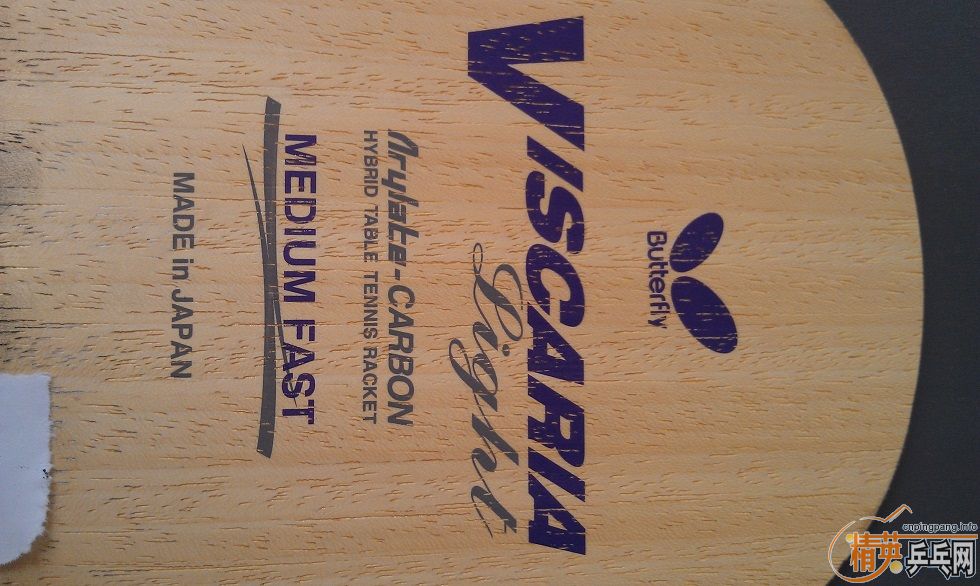 Butterfly
VISCARIA
Light
Arylate-CARBON
HYBRID TABLE TENNIS RACKET
MEDIUM FAST
MADE in JAPAN
cnpingpang.info
精英乒乓网